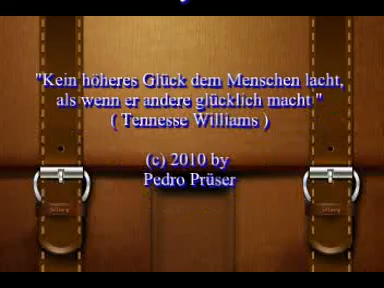 "Kein höheres Glück dem Menschen lacht,
als wenn er andere glücklich macht "
( Tennesse Williams )
(c) 2010 by
Pedro Prüser